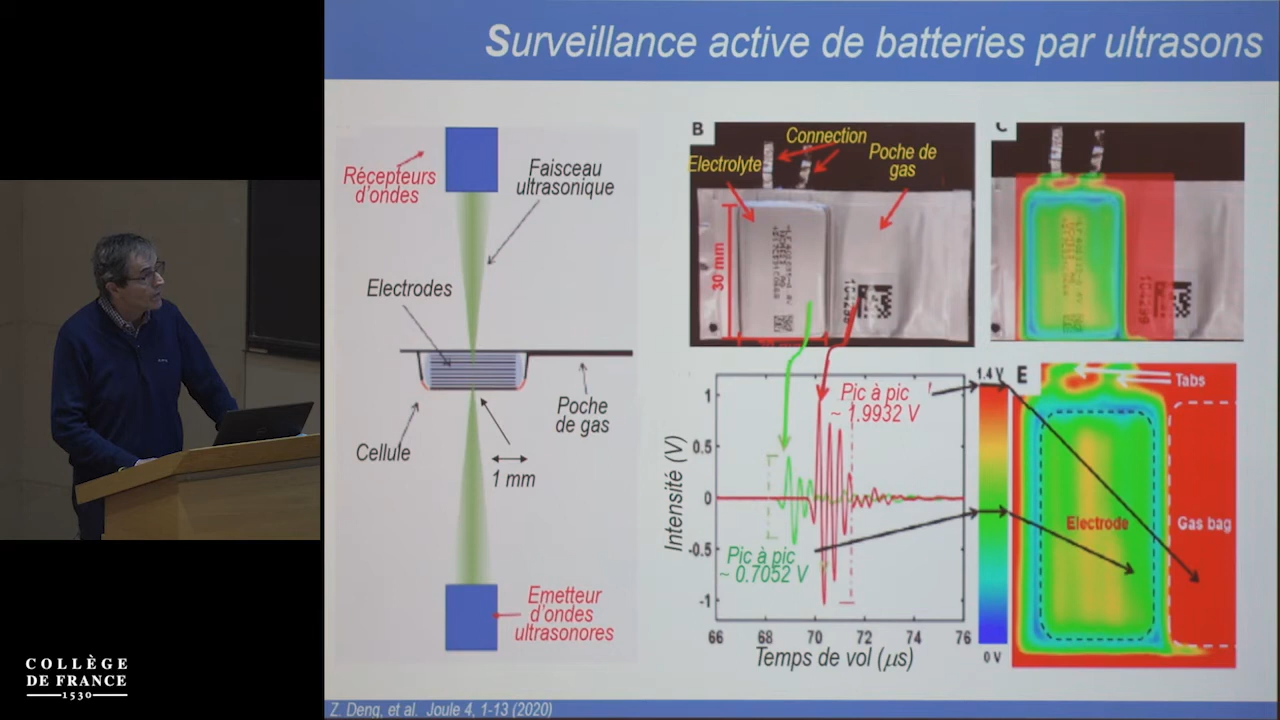 Surveillance active de batteries par ultrasons
Récepteurs
d'ondes
Faisceau
ultrasonique
Electrodes
Cellule
1 mm
Poche
de gas
Emetteur
d'ondes
ultrasonores
B
Connection
Electrolyte
Poche de
gas
30 mm
C
Intensité (V)
1
0.5
0
-0.5
-1
66
68
70
72
74
76
Temps de vol (µs)
Pic à pic
~ 1.9932 V
Pic à pic
~ 0.7052 V
1.4 V
0 V
E
Tabs
Electrode
Gas bag
COLLÈGE
DE FRANCE
1530
Z. Deng, et al. Joule 4, 1-13 (2020)